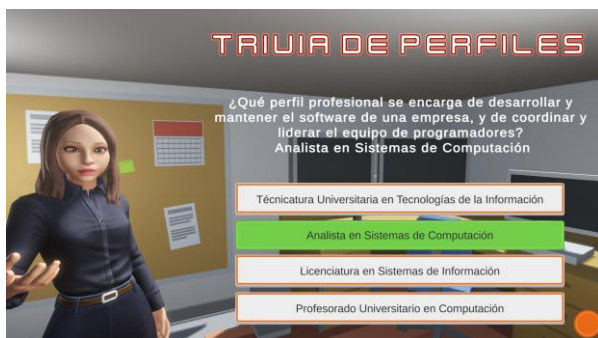 TRIVIA DE PERFILES
¿Qué perfil profesional se encarga de desarrollar y
mantener el software de una empresa, y de coordinar y
liderar el equipo de programadores?
Analista en Sistemas de Computación
Técnicatura Universitaria en Tecnologías de la Información
Analista en Sistemas de Computación
Licenciatura en Sistemas de Información
Profesorado Universitario en Computación